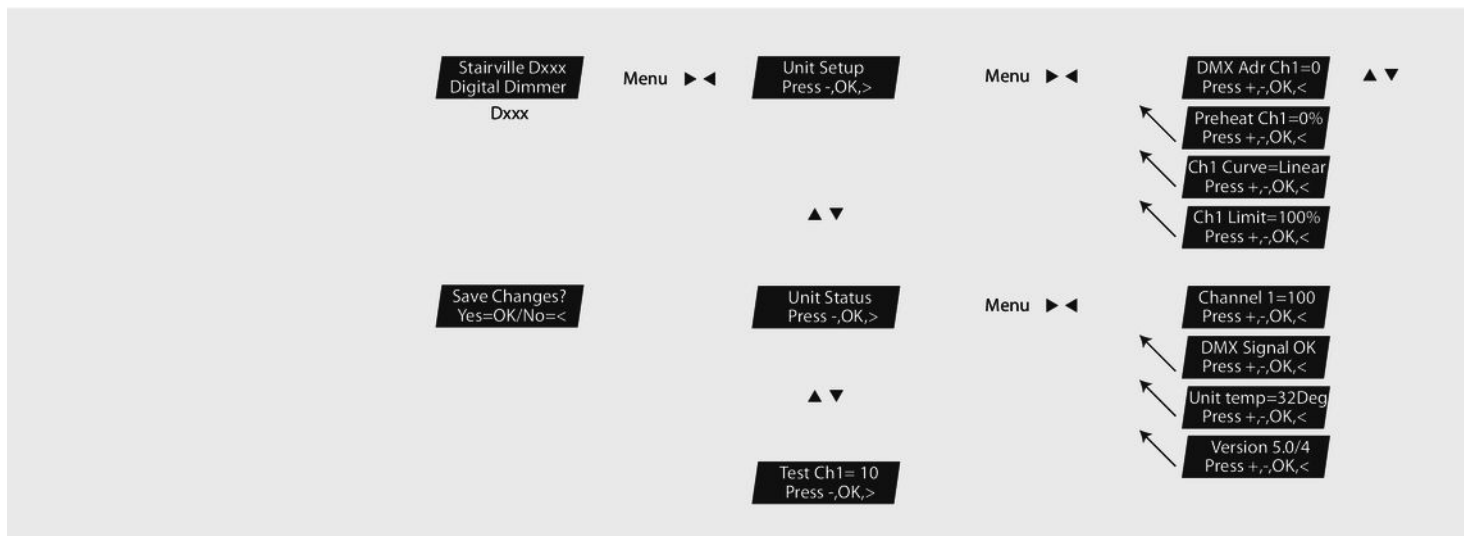 Stairville Dxxx
Digital Dimmer
Dxxx
Menu ▶ ◀
Unit Setup
Press -,OK,>
Menu ▶ ◀
DMX Adr Ch1=0
Press +,-,OK,<
▲ ▼
Preheat Ch1=0%
Press +,-,OK,<
Ch1 Curve=Linear
Press +,-,OK,<
Ch1 Limit=100%
Press +,-,OK,<
▲ ▼
Save Changes?
Yes=OK/No=<
Unit Status
Press -,OK,>
Menu ▶ ◀
Channel 1=100
Press +,-,OK,<
DMX Signal OK
Press +,-,OK,<
Unit temp=32Deg
Press +,-,OK,<
Version 5.0/4
Press +,-,OK,<
▲ ▼
Test Ch1= 10
Press -,OK,>